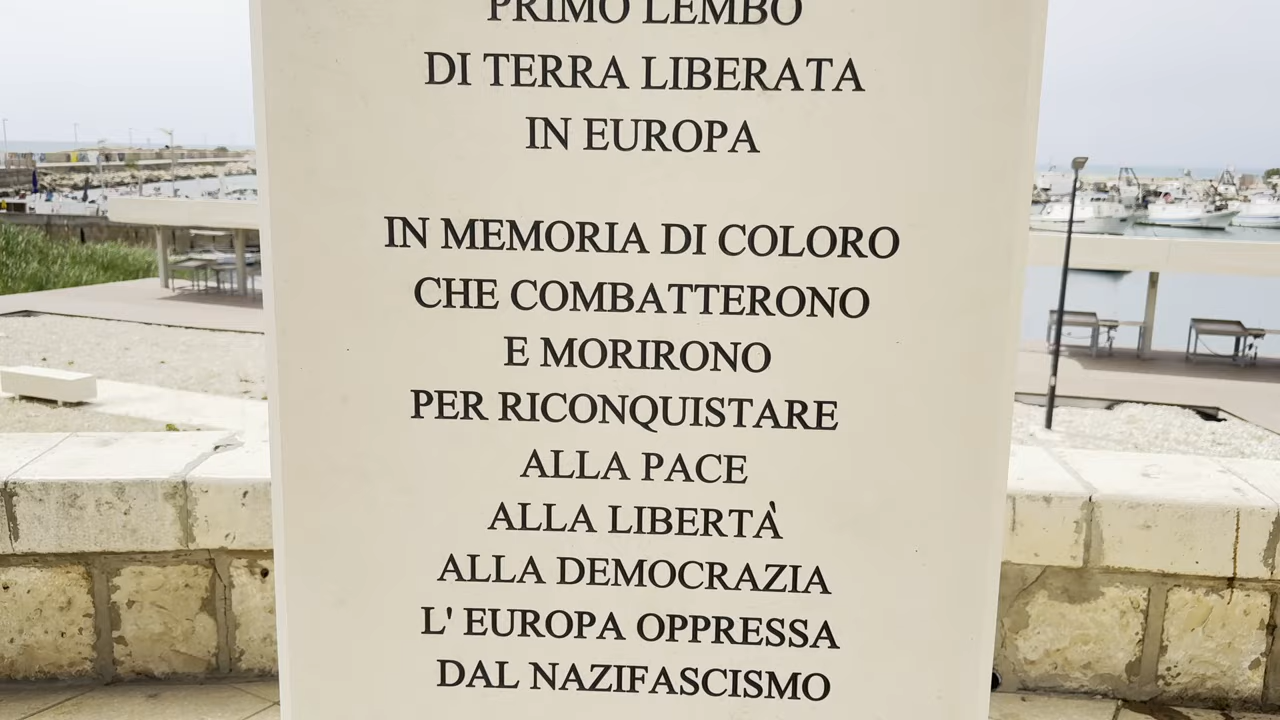 PRIMO LEMBO
DI TERRA LIBERATA
IN EUROPA
IN MEMORIA DI COLORO
CHE COMBATTERONO
E MORIRONO
PER RICONQUISTARE
ALLA PACE
ALLA LIBERTÀ
ALLA DEMOCRAZIA
L' EUROPA OPPRESSA
DAL NAZIFASCISMO